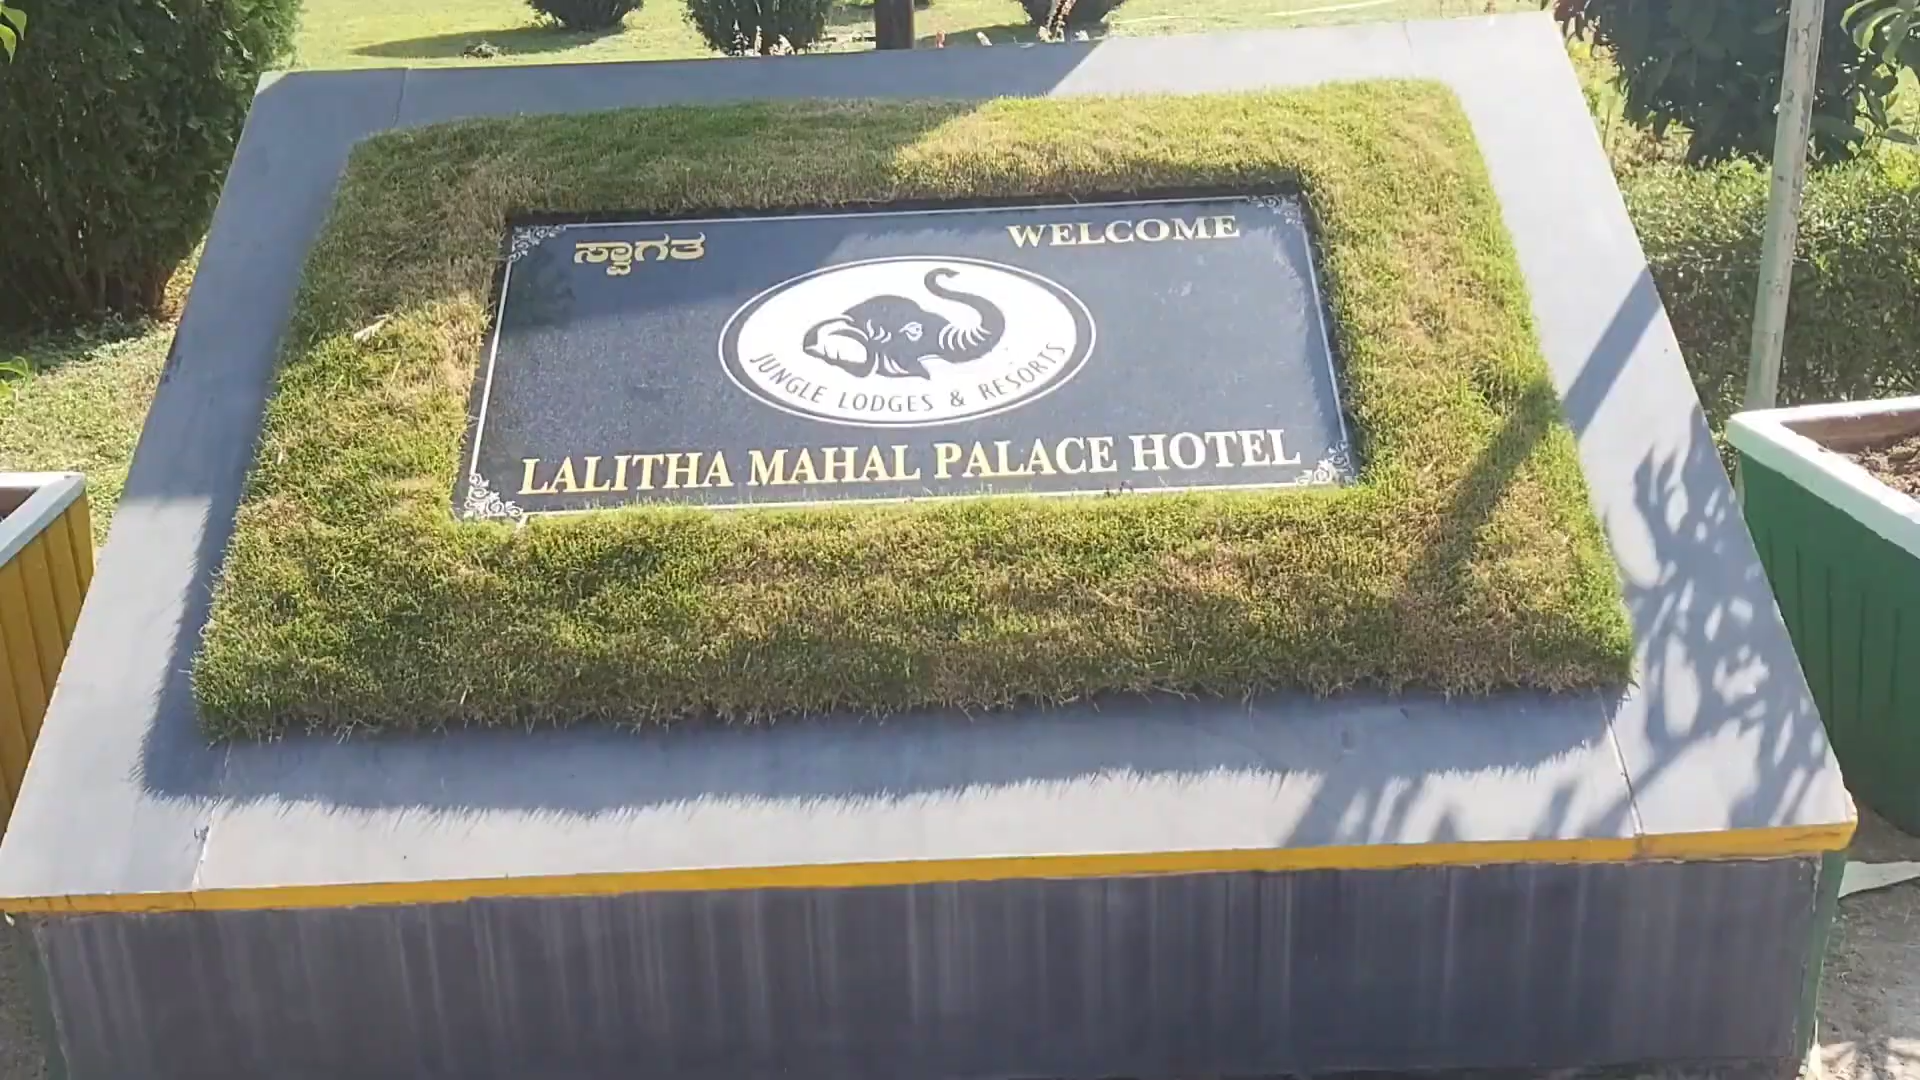 ಸ್ವಾಗತ
WELCOME
JUNGLE LODGES & RESORTS
LALITHA MAHAL PALACE HOTEL